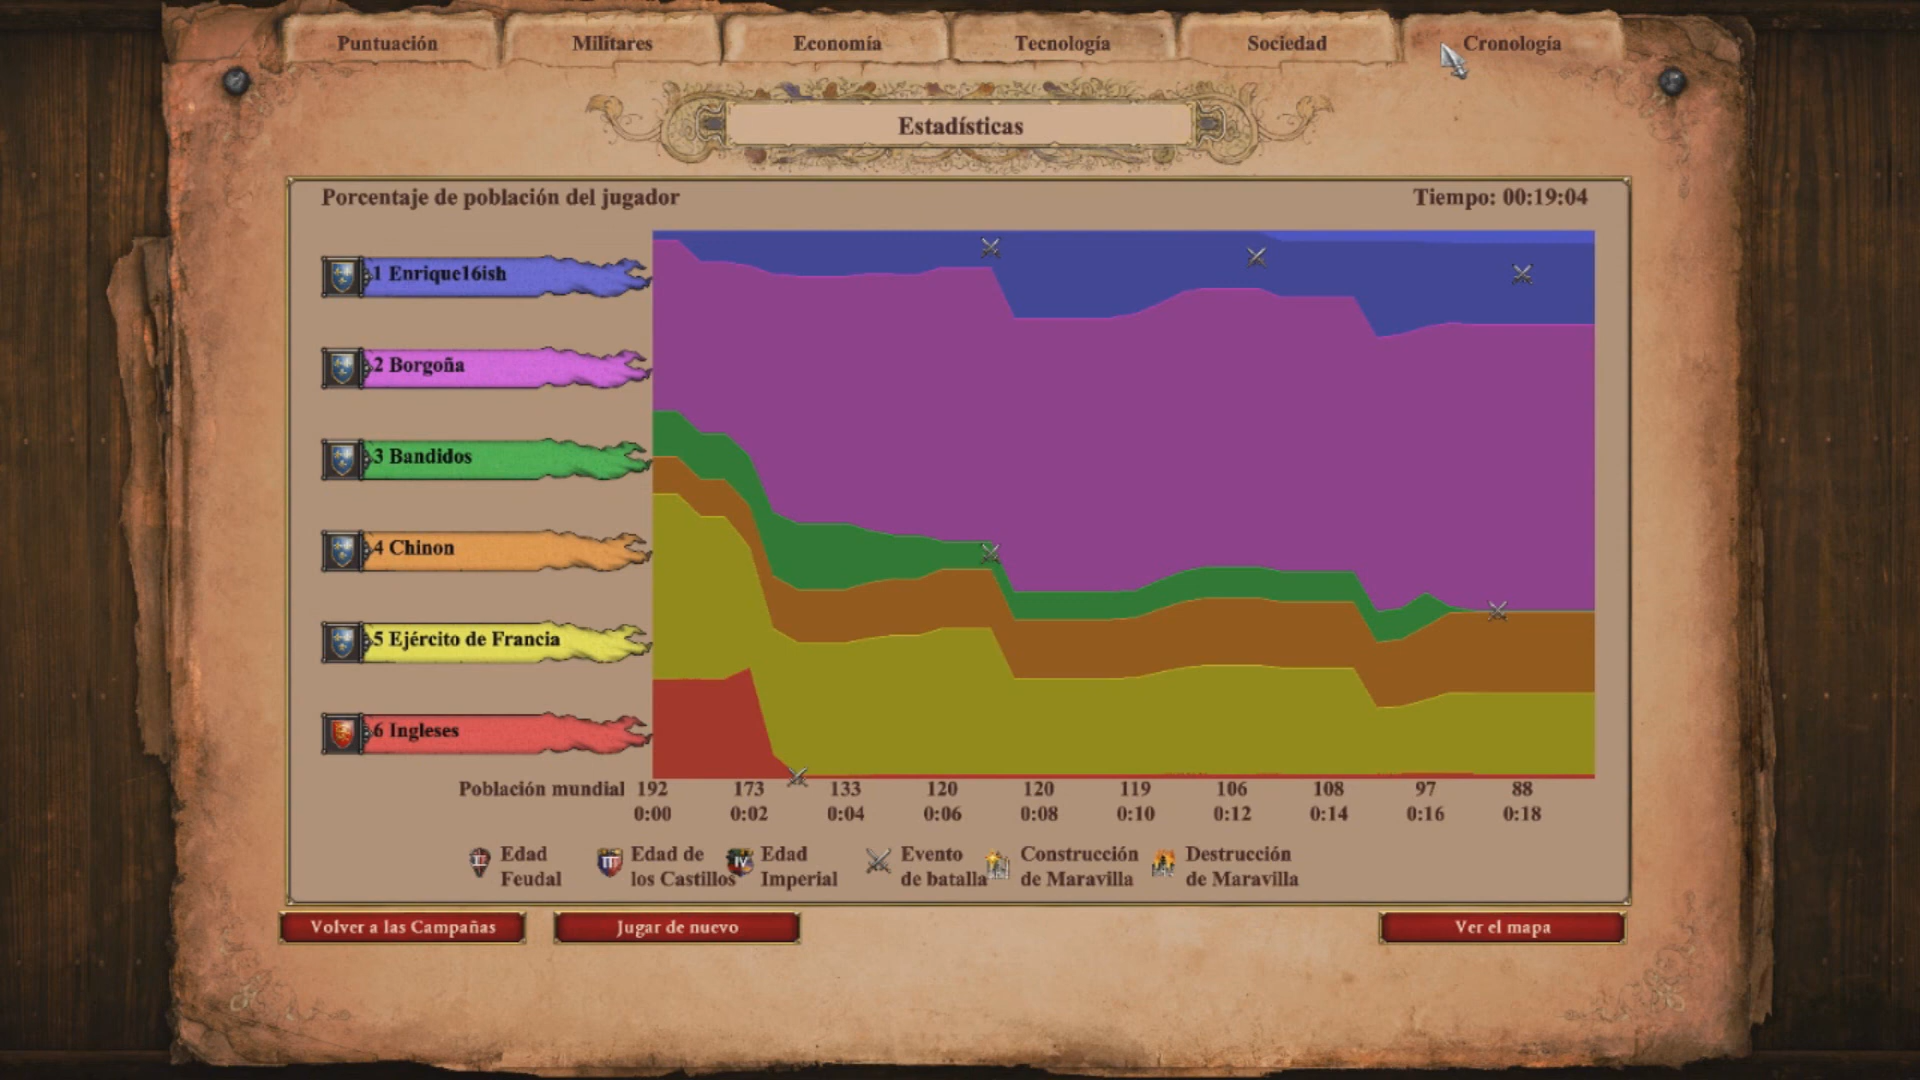 Puntuación
Militares
Economía
Tecnología
Sociedad
Cronología
Estadísticas
Porcentaje de población del jugador
Tiempo: 00:19:04
1 Enrique16ish
2 Borgoña
3 Bandidos
4 Chinon
5 Ejército de Francia
6 Ingleses
Población mundial 192 173 133 120 120 119 106 108 97 88
0:00 0:02 0:04 0:06 0:08 0:10 0:12 0:14 0:16 0:18
Edad
Feudal
Edad de
los Castillos
Edad
Imperial
Evento
de batalla
Construcción
de Maravilla
Destrucción
de Maravilla
Volver a las Campañas
Jugar de nuevo
Ver el mapa